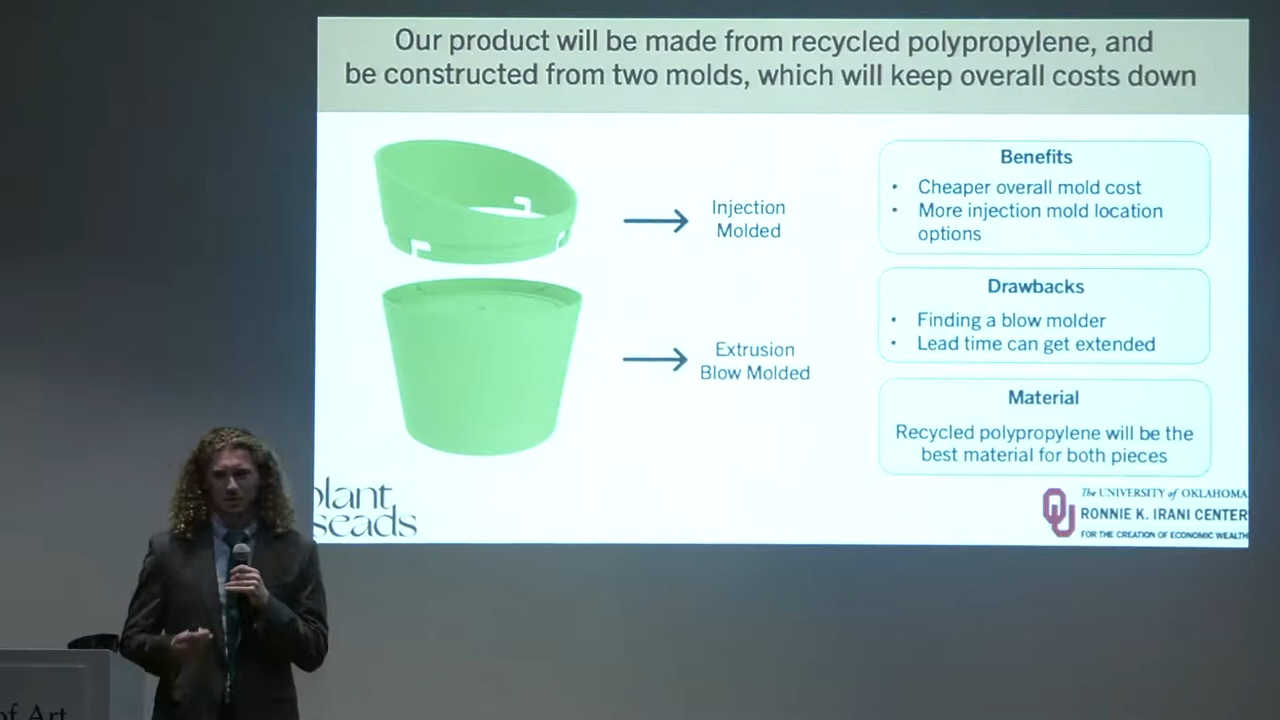 Our product will be made from recycled polypropylene, and
be constructed from two molds, which will keep overall costs down
Injection
Molded
Extrusion
Blow Molded
Benefits
• Cheaper overall mold cost
• More injection mold location
options
Drawbacks
• Finding a blow molder
• Lead time can get extended
Material
Recycled polypropylene will be the
best material for both pieces
plant
seads
OU
The UNIVERSITY of OKLAHOMA
RONNIE K. IRANI CENTER
FOR THE CREATION OF ECONOMIC WEALTH
of Art